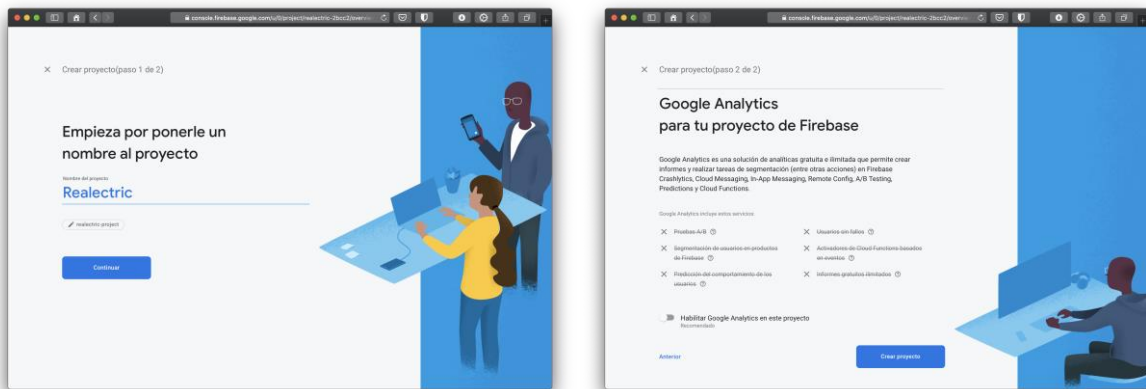 console.firebase.google.com/u/0/project/realectric-2bcc2/overvie
Crear proyecto(paso 1 de 2)
Empieza por ponerle un
nombre al proyecto
Nombre del proyecto
Realectric
realectric-project
Continuar
console.firebase.google.com/u/0/project/realectric-2bcc2/overvie
Crear proyecto(paso 2 de 2)
Google Analytics
para tu proyecto de Firebase
Google Analytics es una solución de analíticas gratuita e ilimitada que permite crear
informes y realizar tareas de segmentación (entre otras acciones) en Firebase
Crashlytics, Cloud Messaging, In-App Messaging, Remote Config, A/B Testing,
Predictions y Cloud Functions.
Google Analytics incluye estos servicios:
Pruebas A/B
Segmentación de usuarios en productos
de Firebase
Predicción del comportamiento de los
usuarios
Usuarios sin fallos
Activadores de Cloud Functions basados
en eventos
Informes gratuitos ilimitados
Habilitar Google Analytics en este proyecto
Recomendado
Anterior
Crear proyecto